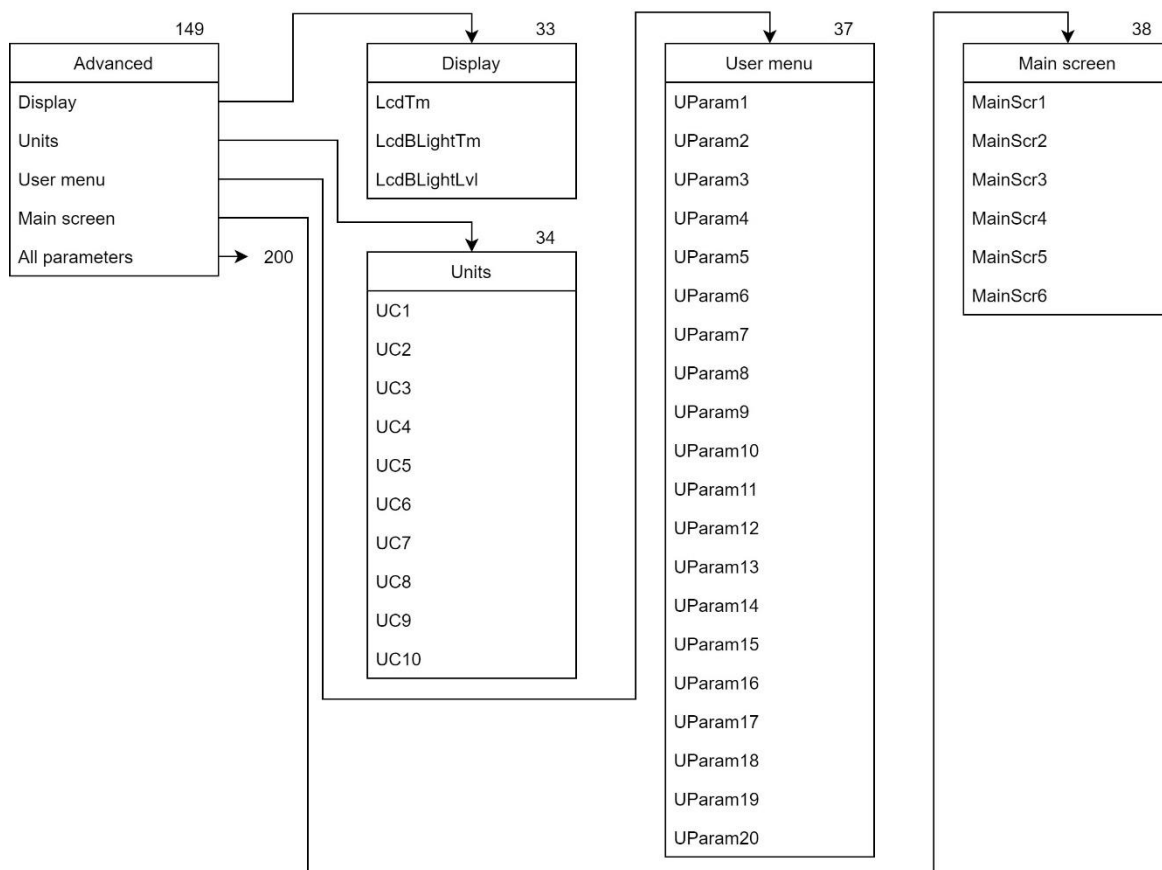 149
Advanced
Display
Units
User menu
Main screen
All parameters
200
33
Display
LcdTm
LcdBLightTm
LcdBLightLvl
34
Units
UC1
UC2
UC3
UC4
UC5
UC6
UC7
UC8
UC9
UC10
37
User menu
UParam1
UParam2
UParam3
UParam4
UParam5
UParam6
UParam7
UParam8
UParam9
UParam10
UParam11
UParam12
UParam13
UParam14
UParam15
UParam16
UParam17
UParam18
UParam19
UParam20
38
Main screen
MainScr1
MainScr2
MainScr3
MainScr4
MainScr5
MainScr6